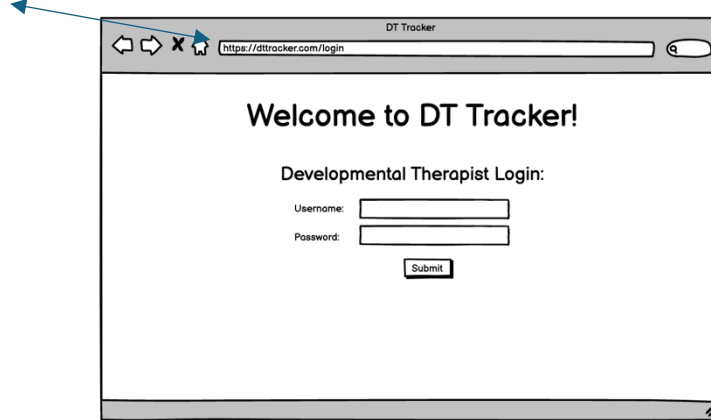 DT Tracker
https://dttracker.com/login
Welcome to DT Tracker!
Developmental Therapist Login:
Username:
Password:
Submit